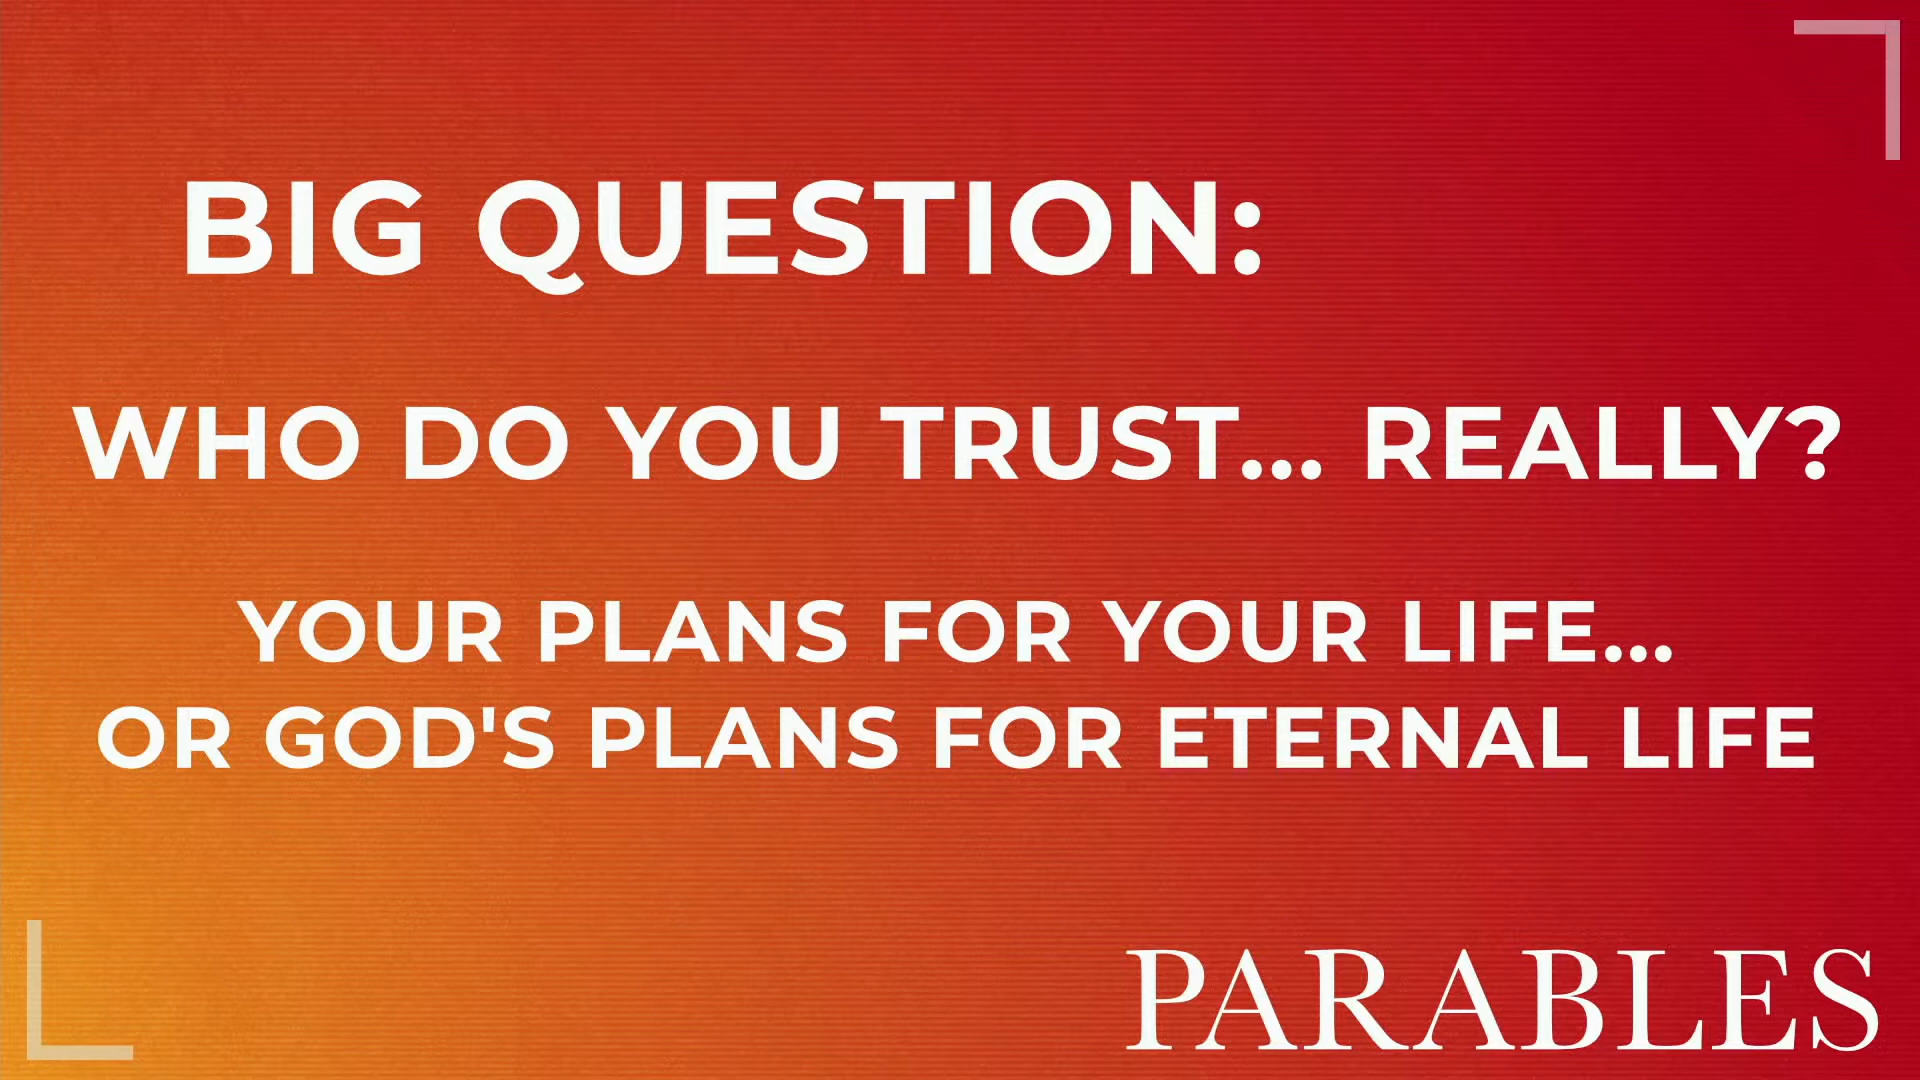 BIG QUESTION:
WHO DO YOU TRUST... REALLY?
YOUR PLANS FOR YOUR LIFE...
OR GOD'S PLANS FOR ETERNAL LIFE
PARABLES